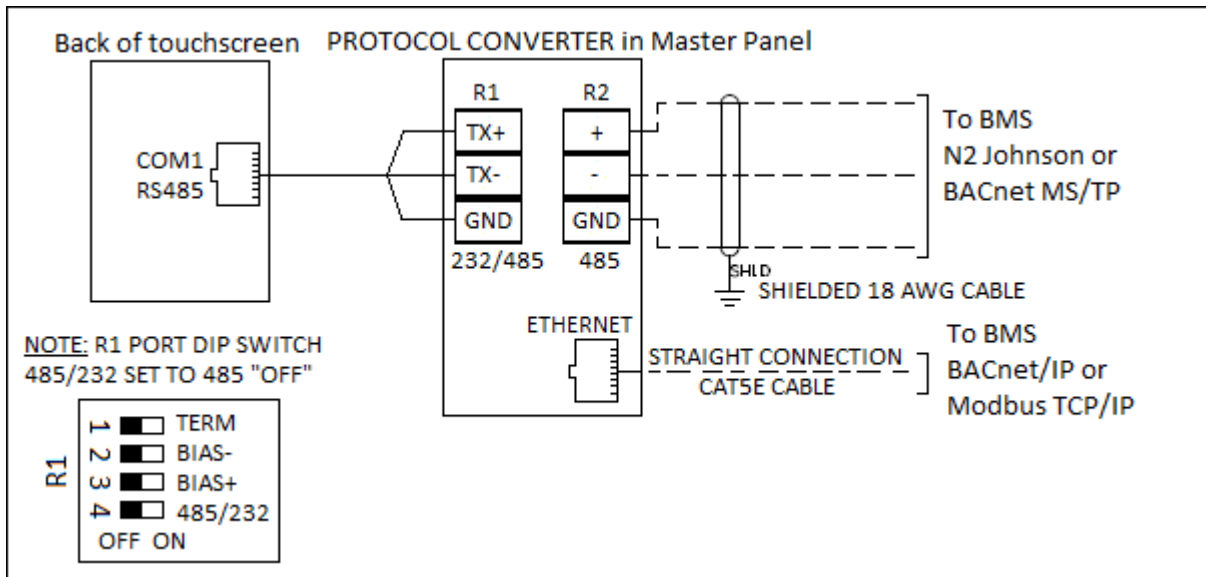 Back of touchscreen
PROTOCOL CONVERTER in Master Panel
COM1
RS485
R1
TX+
TX-
GND
232/485
R2
+
-
GND
485
To BMS
N2 Johnson or
BACnet MS/TP
SHLD
SHIELDED 18 AWG CABLE
ETHERNET
STRAIGHT CONNECTION
CAT5E CABLE
To BMS
BACnet/IP or
Modbus TCP/IP
NOTE: R1 PORT DIP SWITCH
485/232 SET TO 485 "OFF"
R1
1 TERM
2 BIAS-
3 BIAS+
4 485/232
OFF ON